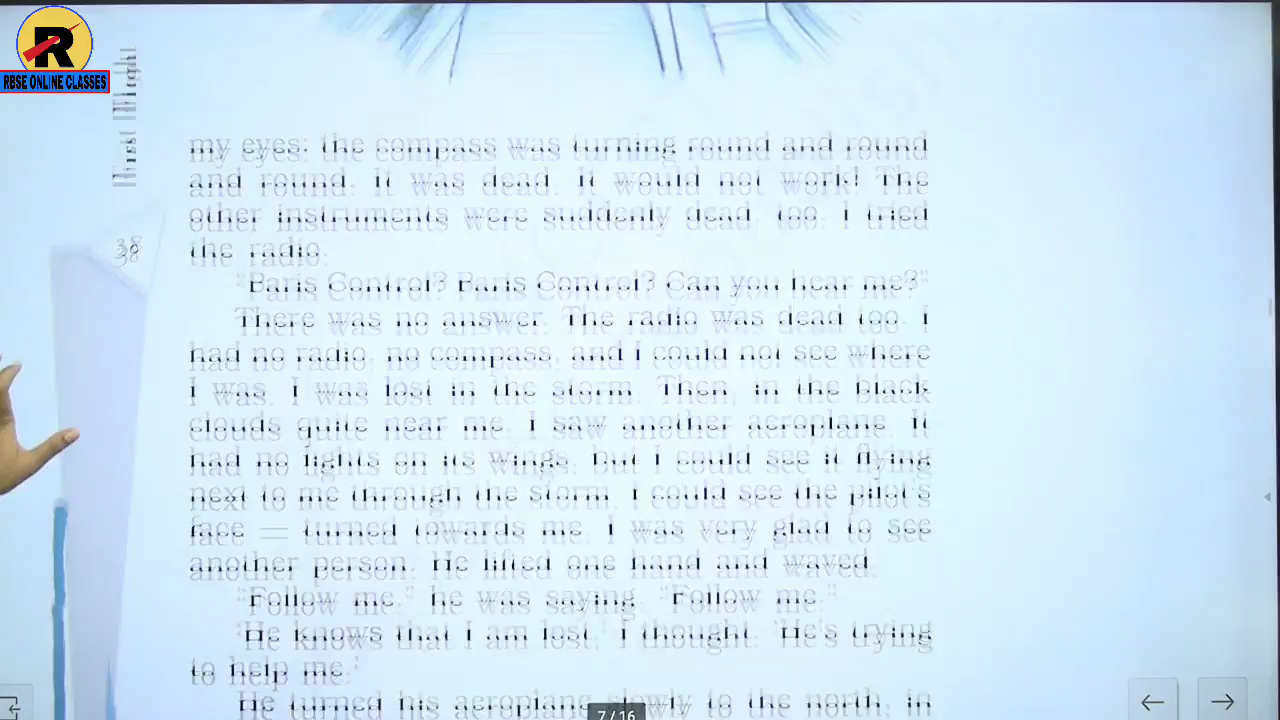 R
RBSE ONLINE CLASSES
First Flight
38
my eyes: the compass was turning round and round
and round. It was dead. It would not work! The
other instruments were suddenly dead, too. I tried
the radio.
“Paris Control? Paris Control? Can you hear me?”
There was no answer. The radio was dead too. I
had no radio, no compass, and I could not see where
I was. I was lost in the storm. Then, in the black
clouds quite near me, I saw another aeroplane. It
had no lights on its wings, but I could see it flying
next to me through the storm. I could see the pilot's
face — turned towards me. I was very glad to see
another person. He lifted one hand and waved.
“Follow me,” he was saying. “Follow me.”
‘He knows that I am lost,’ I thought. ‘He's trying
to help me.’
He turned his aeroplane slowly to the north, in
7 / 16